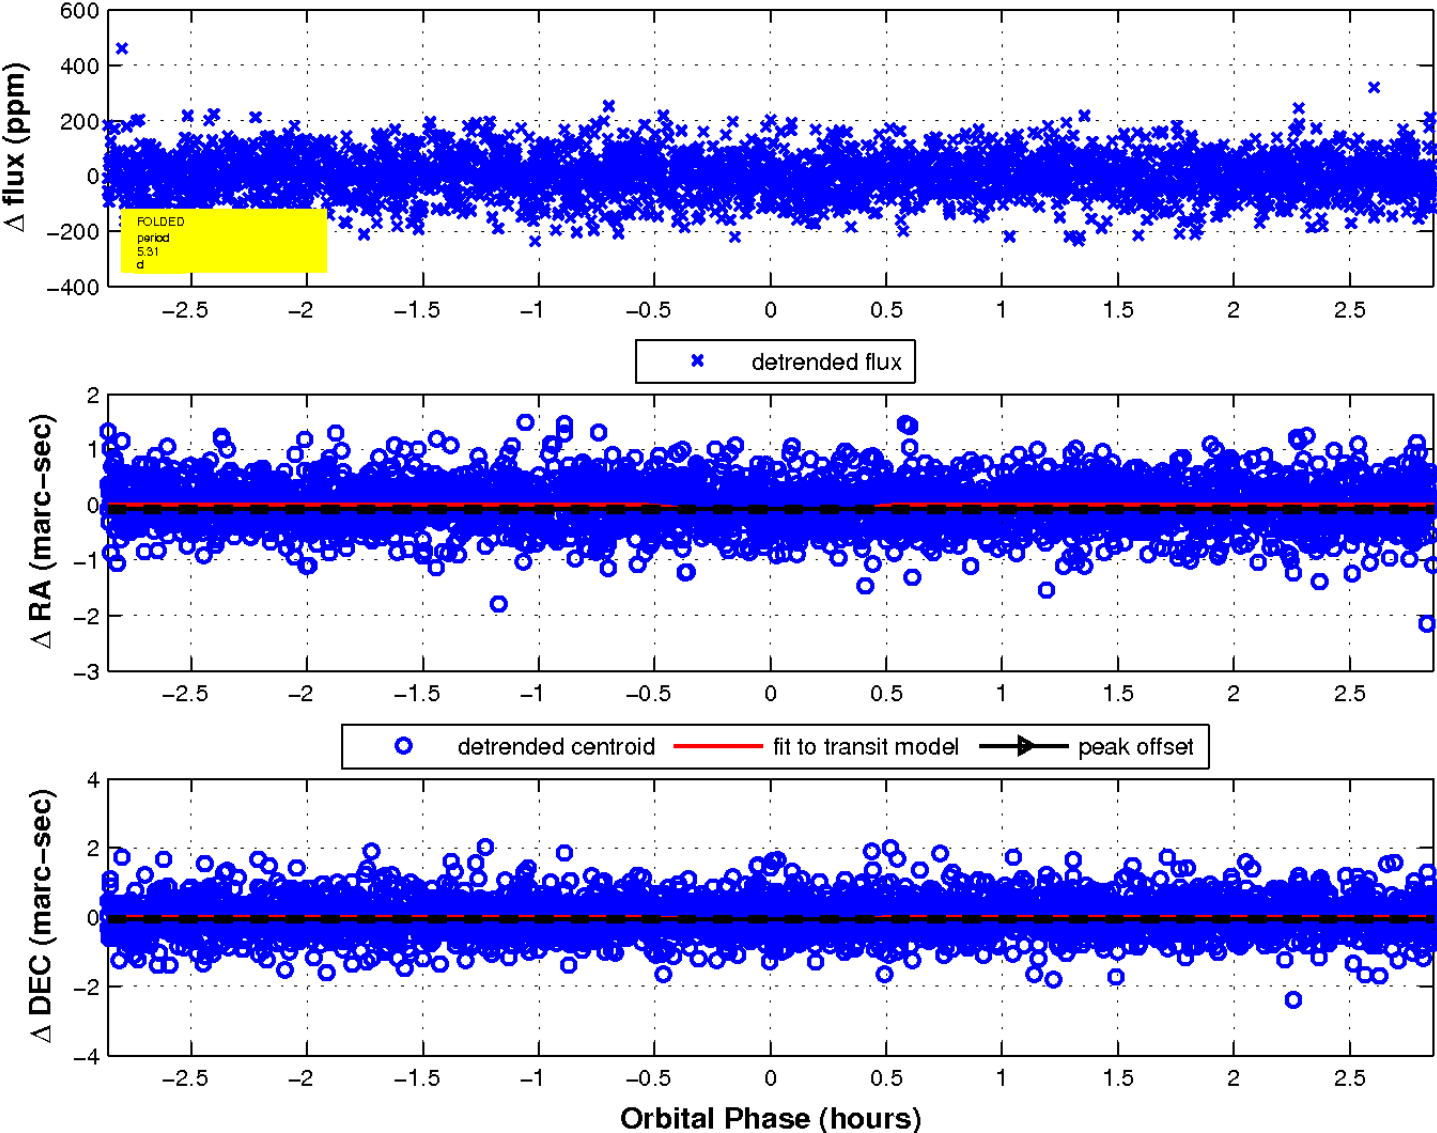 600
400
200
0
−200
−400
Δ flux (ppm)
FOLDED
period
5.31
d
−2.5 −2 −1.5 −1 −0.5 0 0.5 1 1.5 2 2.5
detrended flux
2
1
0
−1
−2
−3
Δ RA (marc−sec)
−2.5 −2 −1.5 −1 −0.5 0 0.5 1 1.5 2 2.5
detrended centroid fit to transit model peak offset
4
2
0
−2
−4
Δ DEC (marc−sec)
−2.5 −2 −1.5 −1 −0.5 0 0.5 1 1.5 2 2.5
Orbital Phase (hours)